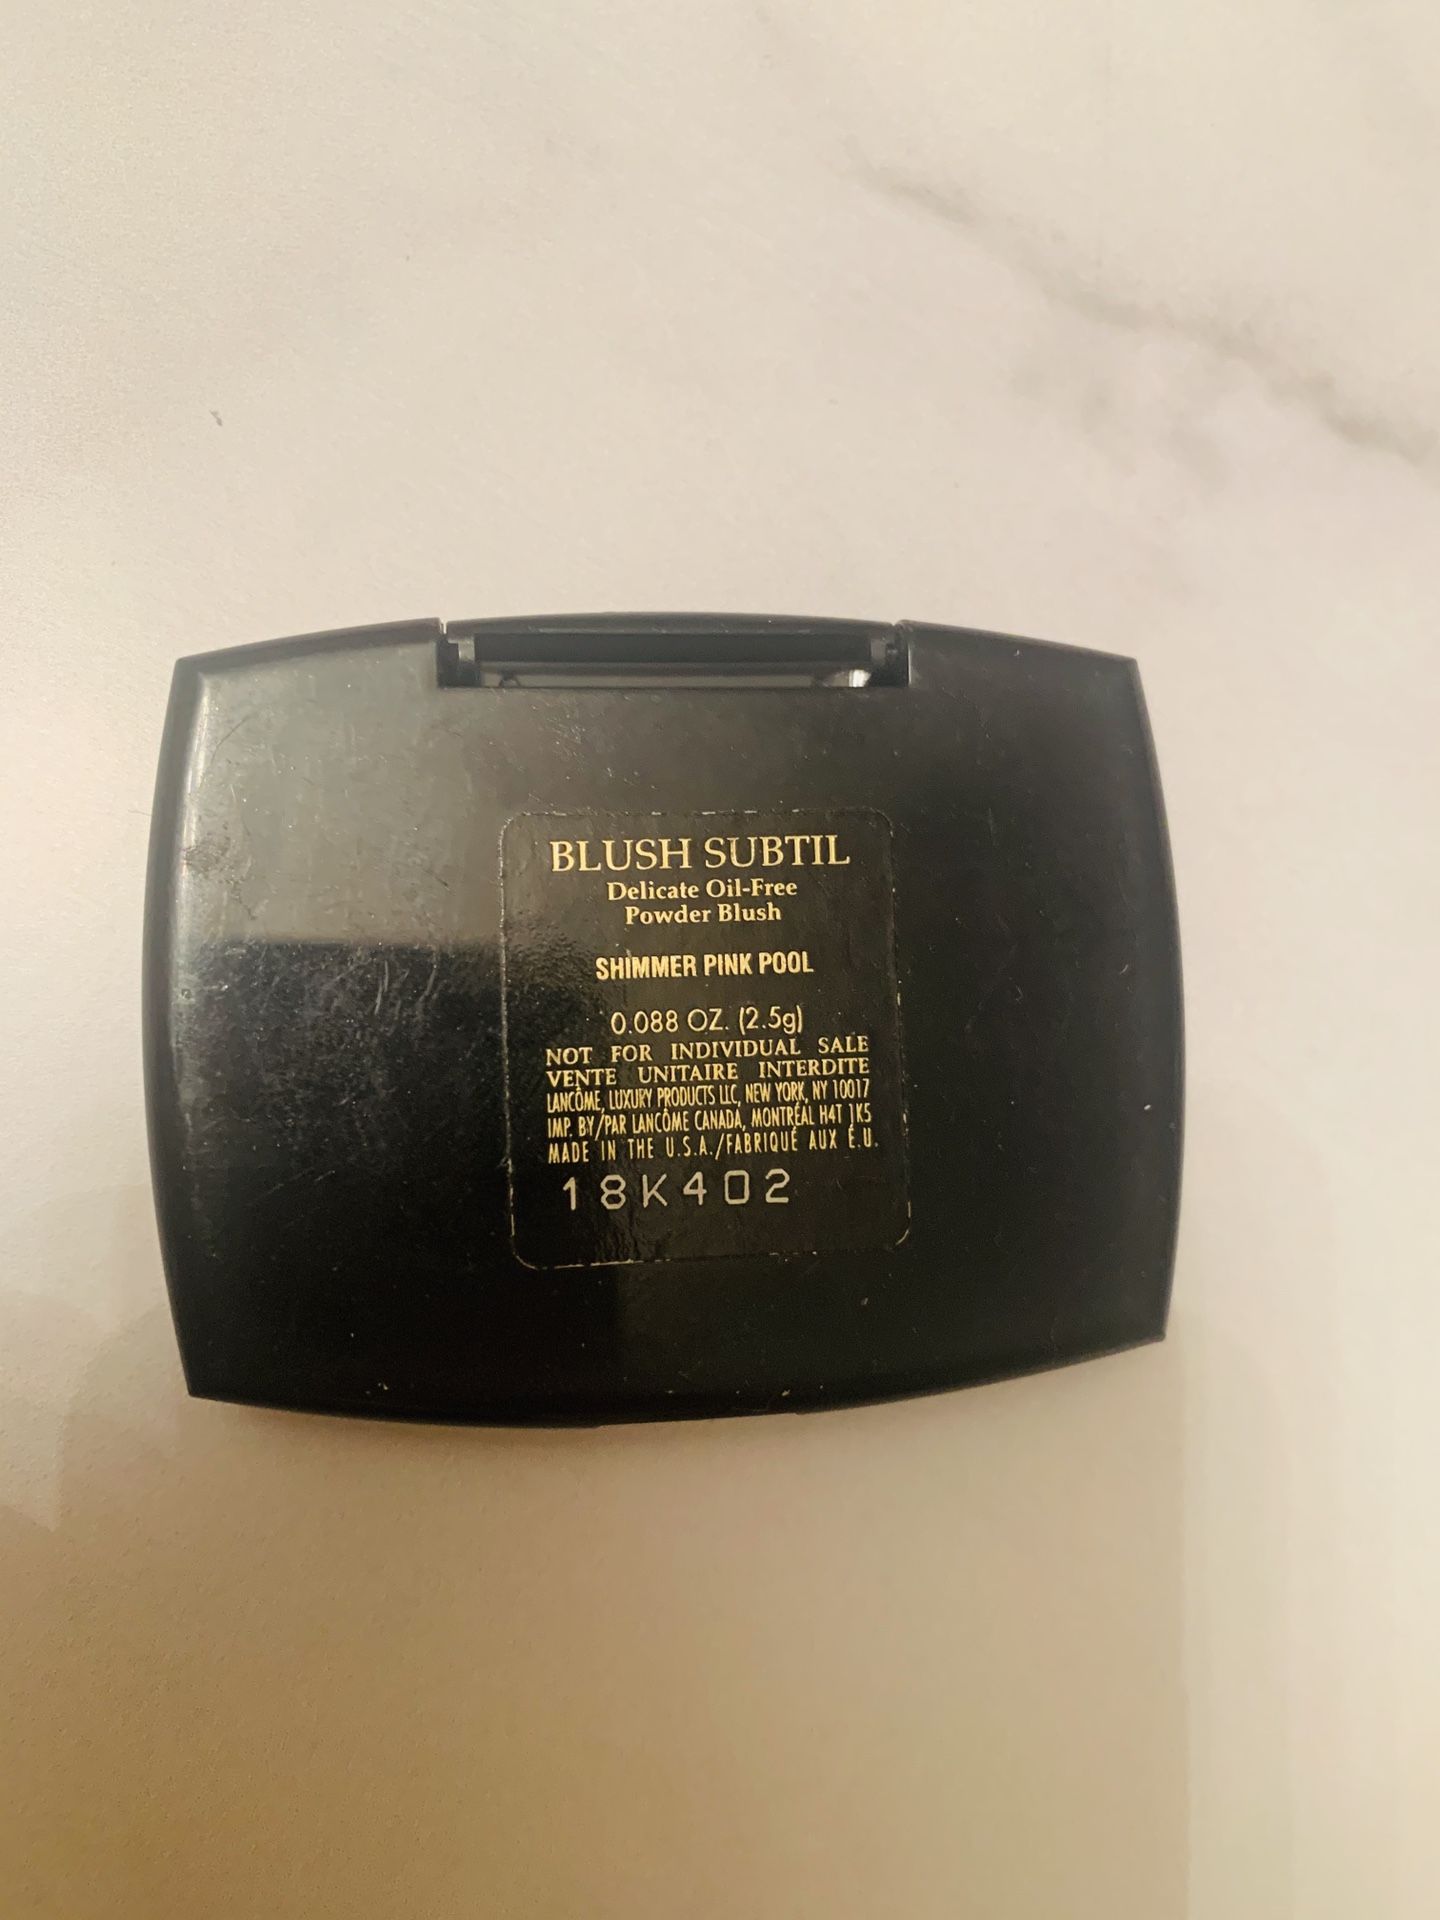 BLUSH SUBTIL
Delicate Oil-Free
Powder Blush
SHIMMER PINK POOL
0.088 OZ. (2.5g)
NOT FOR INDIVIDUAL SALE
VENTE UNITAIRE INTERDITE
LANCÔME, LUXURY PRODUCTS LLC, NEW YORK, NY 10017
IMP. BY/PAR LANCÔME CANADA, MONTRÉAL H4T 1K5
MADE IN THE U.S.A./FABRIQUÉ AUX É.U.
18K402